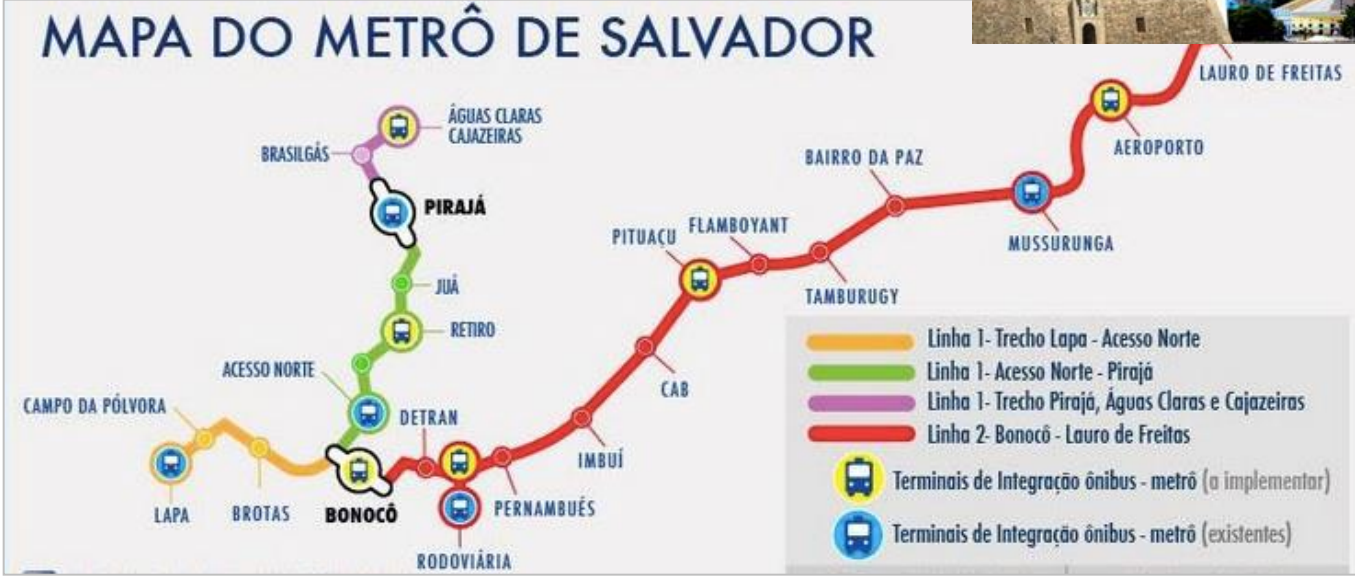 MAPA DO METRÔ DE SALVADOR
LAURO DE FREITAS
ÁGUAS CLARAS
CAJAZEIRAS
BRASILGÁS
AEROPORTO
BAIRRO DA PAZ
PIRAJÁ
FLAMBOYANT
PITUAÇU
MUSSURUNGA
JUÁ
TAMBURUGY
RETIRO
ACESSO NORTE
CAB
CAMPO DA PÓLVORA
DETRAN
IMBUÍ
LAPA
BROTAS
BONOCÔ
PERNAMBUÉS
RODOVIÁRIA
Linha 1- Trecho Lapa - Acesso Norte
Linha 1- Acesso Norte - Pirajá
Linha 1- Trecho Pirajá, Águas Claras e Cajazeiras
Linha 2- Bonocô - Lauro de Freitas
Terminais de Integração ônibus - metrô (a implementar)
Terminais de Integração ônibus - metrô (existentes)